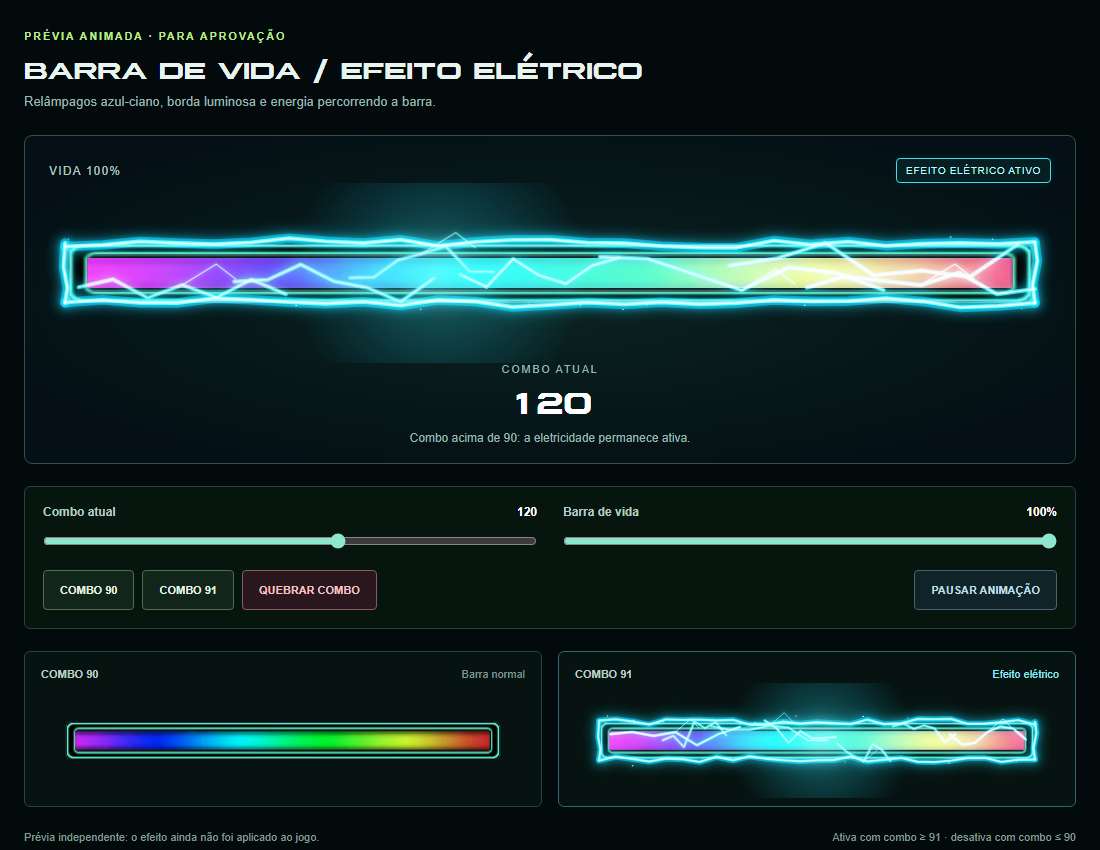 PRÉVIA ANIMADA · PARA APROVAÇÃO
BARRA DE VIDA / EFEITO ELÉTRICO
Relâmpagos azul-ciano, borda luminosa e energia percorrendo a barra.
VIDA 100%
EFEITO ELÉTRICO ATIVO
COMBO ATUAL
120
Combo acima de 90: a eletricidade permanece ativa.
Combo atual 120
Barra de vida 100%
COMBO 90
COMBO 91
QUEBRAR COMBO
PAUSAR ANIMAÇÃO
COMBO 90 Barra normal
COMBO 91 Efeito elétrico
Prévia independente: o efeito ainda não foi aplicado ao jogo.
Ativa com combo ≥ 91 · desativa com combo ≤ 90